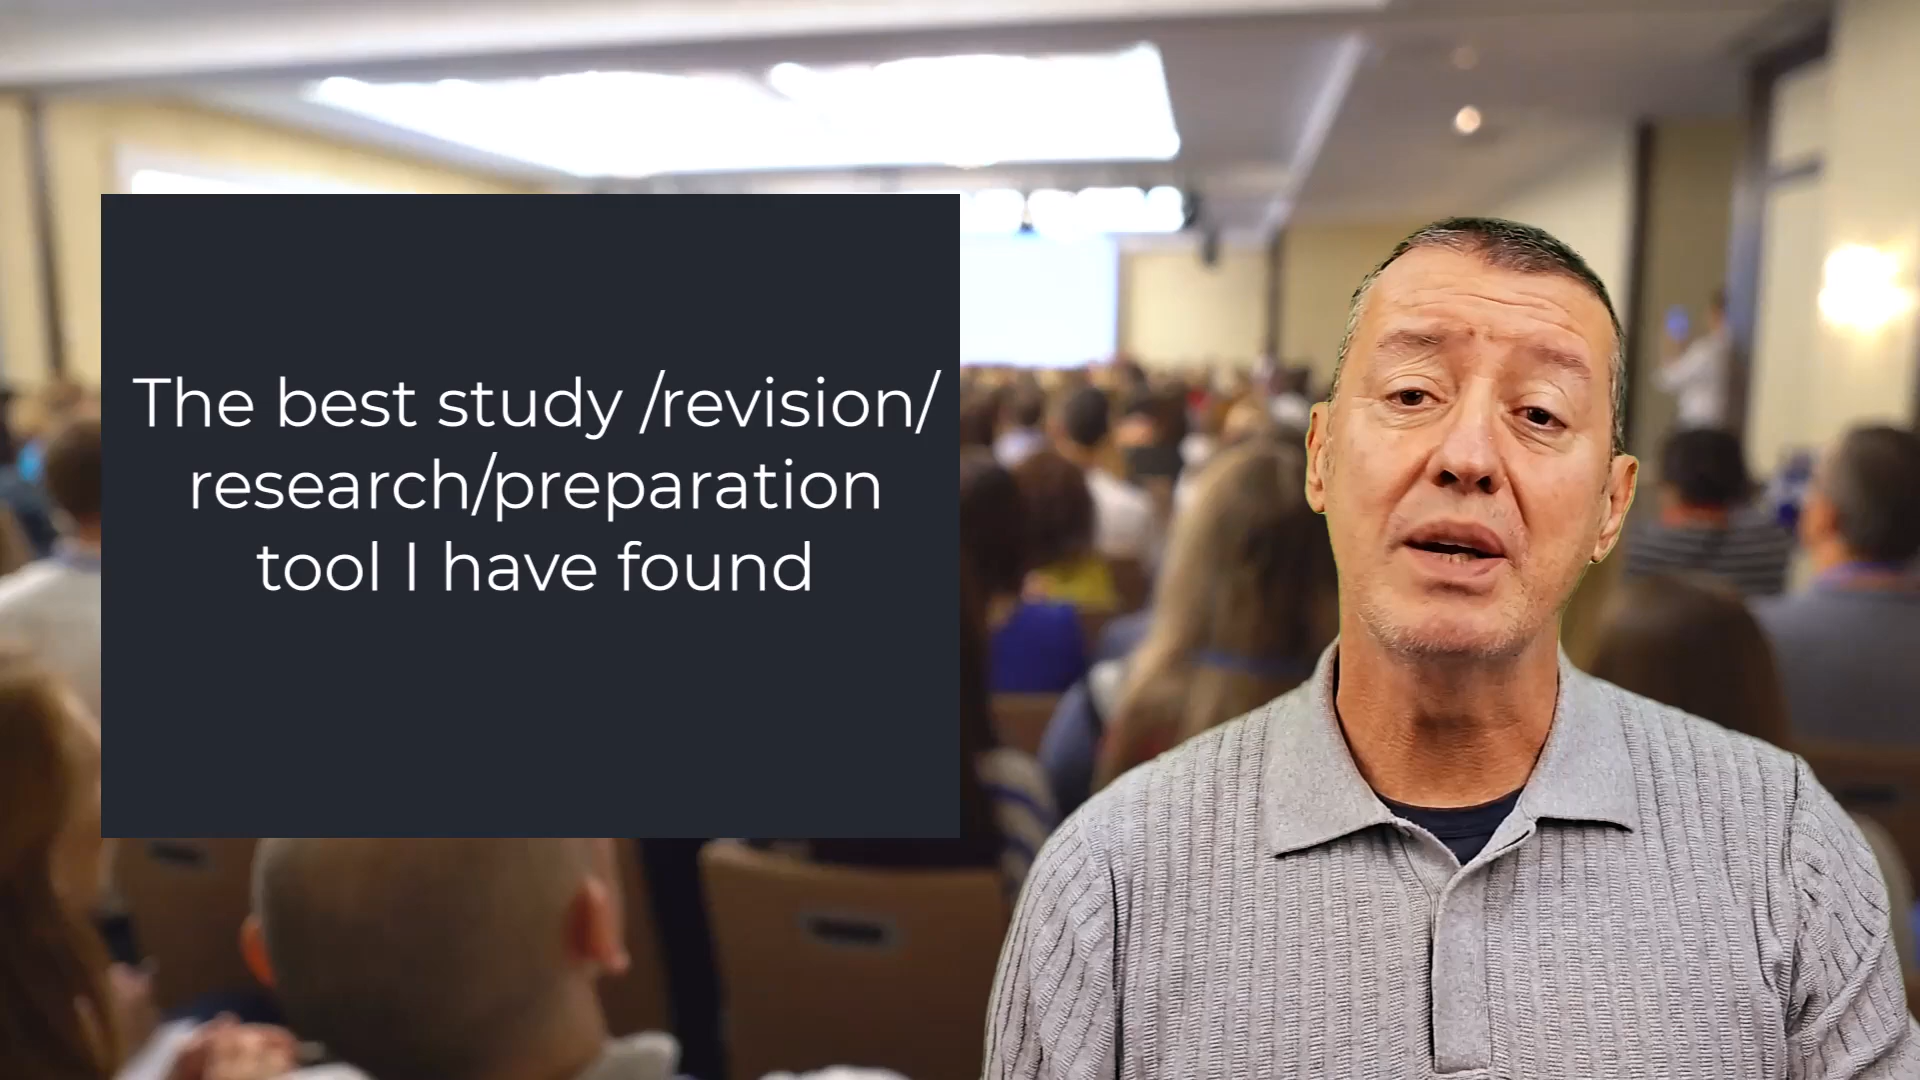 The best study /revision/
research/preparation
tool I have found